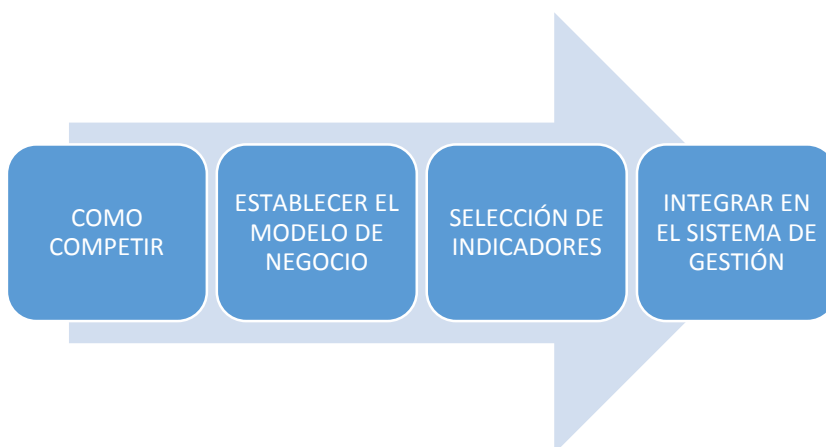 COMO
COMPETIR
ESTABLECER EL
MODELO DE
NEGOCIO
SELECCIÓN DE
INDICADORES
INTEGRAR EN
EL SISTEMA DE
GESTIÓN